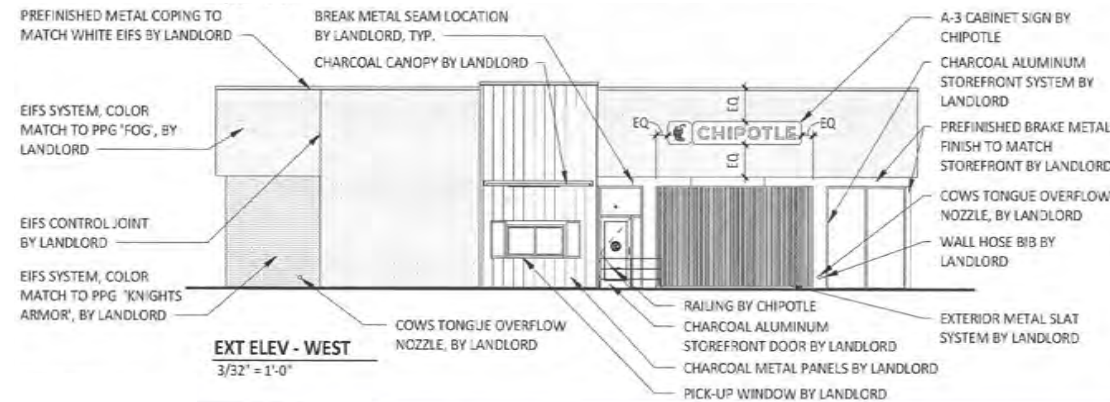 PREFINISHED METAL COPING TO
MATCH WHITE EIFS BY LANDLORD
EIFS SYSTEM, COLOR
MATCH TO PPG 'FOG', BY
LANDLORD
EIFS CONTROL JOINT
BY LANDLORD
EIFS SYSTEM, COLOR
MATCH TO PPG 'KNIGHTS
ARMOR', BY LANDLORD
BREAK METAL SEAM LOCATION
BY LANDLORD, TYP.
CHARCOAL CANOPY BY LANDLORD
EQ
EQ
CHIPOTLE
EQ
EQ
A-3 CABINET SIGN BY
CHIPOTLE
CHARCOAL ALUMINUM
STOREFRONT SYSTEM BY
LANDLORD
PREFINISHED BRAKE METAL
FINISH TO MATCH
STOREFRONT BY LANDLORD
COWS TONGUE OVERFLOW
NOZZLE, BY LANDLORD
WALL HOSE BIB BY
LANDLORD
EXTERIOR METAL SLAT
SYSTEM BY LANDLORD
RAILING BY CHIPOTLE
CHARCOAL ALUMINUM
STOREFRONT DOOR BY LANDLORD
CHARCOAL METAL PANELS BY LANDLORD
PICK-UP WINDOW BY LANDLORD
COWS TONGUE OVERFLOW
NOZZLE, BY LANDLORD
EXT ELEV - WEST
3/32" = 1'-0"